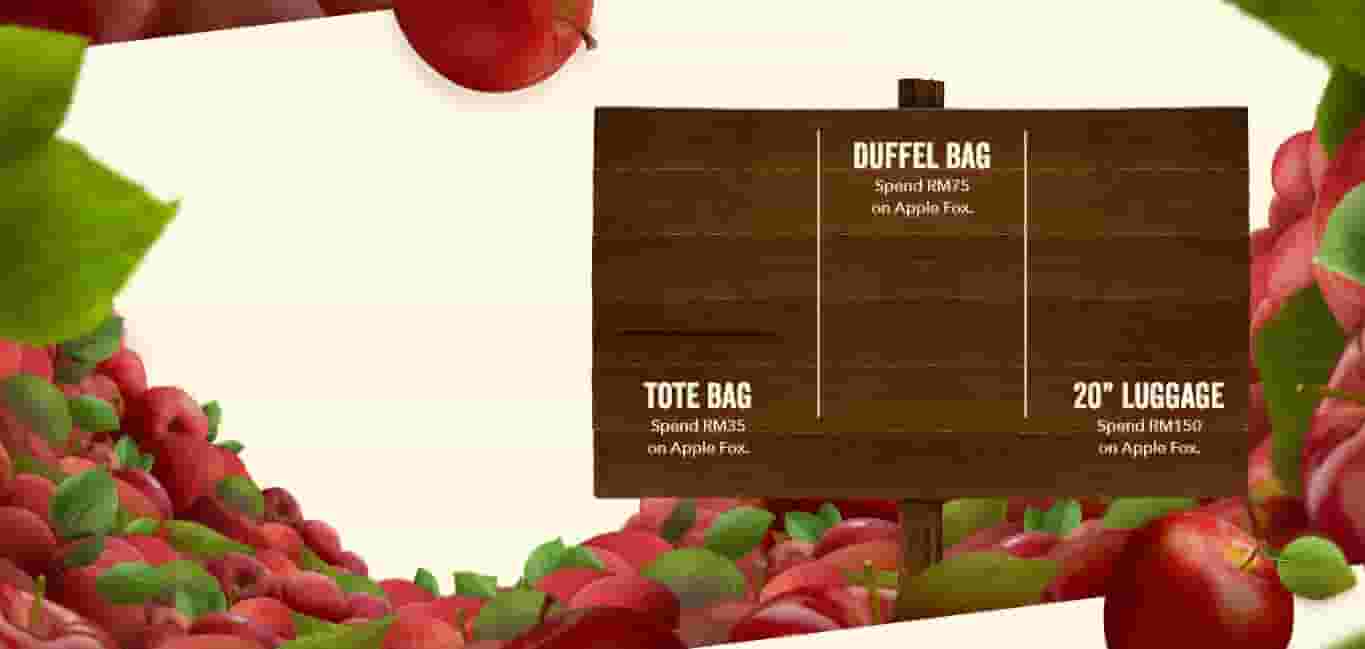 DUFFEL BAG
Spend RM75
on Apple Fox.
TOTE BAG
Spend RM35
on Apple Fox.
20” LUGGAGE
Spend RM150
on Apple Fox.